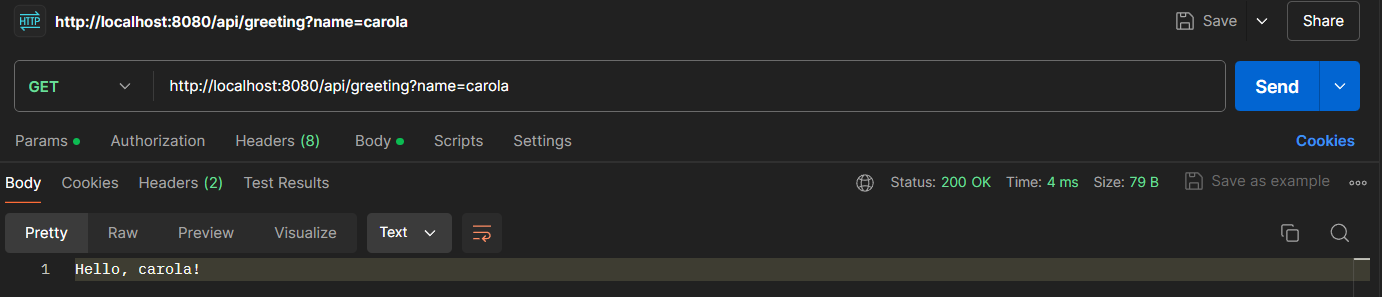 HTTP http://localhost:8080/api/greeting?name=carola Save Share
GET http://localhost:8080/api/greeting?name=carola Send
Params Authorization Headers (8) Body Scripts Settings Cookies
Body Cookies Headers (2) Test Results Status: 200 OK Time: 4 ms Size: 79 B Save as example
Pretty Raw Preview Visualize Text
1 Hello, carola!